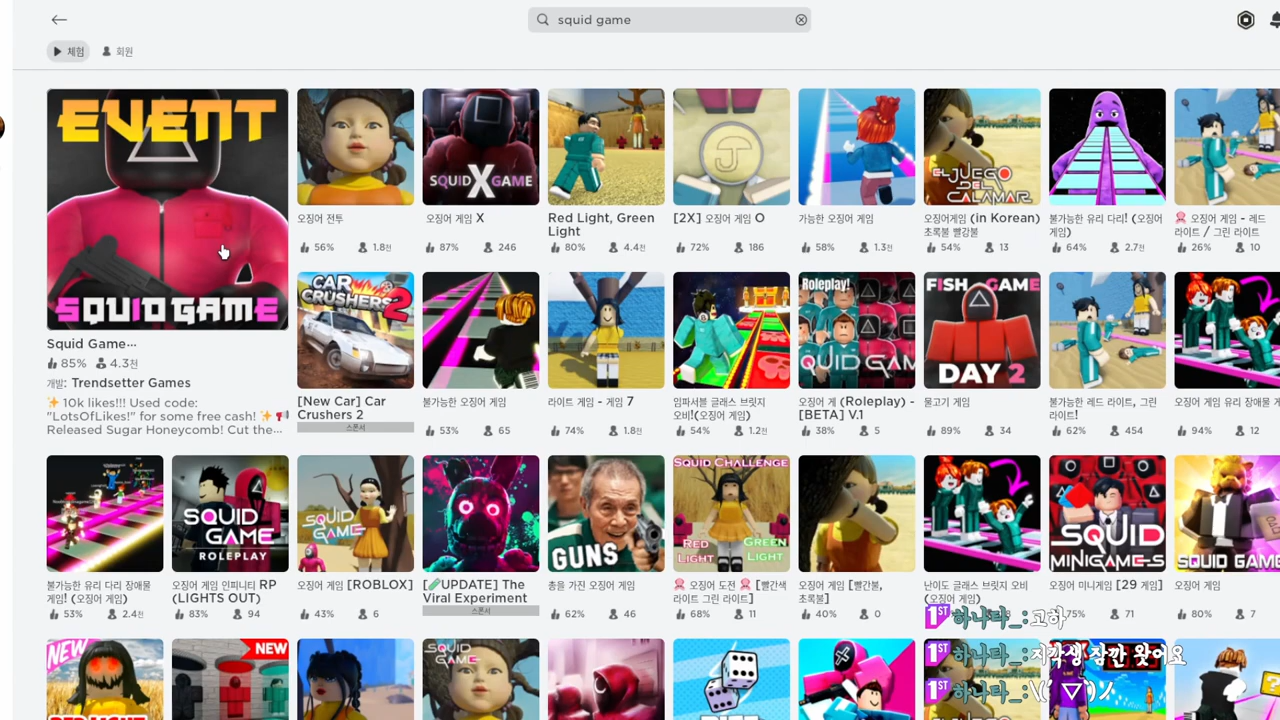 squid game
체험
회원
EVENT
SQUID GAME
Squid Game...
85% 4.3천
개발: Trendsetter Games
✨ 10k likes!!! Used code:
"LotsOfLikes!" for some free cash! ✨
Released Sugar Honeycomb! Cut the...
오징어 전투
56% 1.8천
SQUID X GAME
오징어 게임 X
87% 246
Red Light, Green
Light
80% 4.4천
[2X] 오징어 게임 O
72% 186
가능한 오징어 게임
58% 1.3천
EL JUEGO
DEL
CALAMAR
오징어게임 (in Korean)
초록불 빨강불
54% 13
불가능한 유리 다리! (오징어
게임)
64% 2.7천
오징어 게임 - 레드
라이트 / 그린 라이트
26% 10
CAR
CRUSHERS 2
[New Car] Car
Crushers 2
스폰서
불가능한 오징어 게임
53% 65
라이트 게임 - 게임 7
74% 1.8천
임파서블 글래스 브릿지
오비!(오징어 게임)
54% 1.2천
Roleplay!
SQUID GAM
오징어 게 (Roleplay) -
[BETA] V.1
38% 5
FISH GAME
DAY 2
물고기 게임
89% 34
불가능한 레드 라이트, 그린
라이트!
62% 454
오징어 게임 유리 장애물 게
94% 12
불가능한 유리 다리 장애물
게임! (오징어 게임)
53% 2.4천
SQUID
GAME
ROLEPLAY
오징어 게임 인피니티 RP
(LIGHTS OUT)
83% 94
SQUID
GAME
오징어 게임 [ROBLOX]
43% 6
[UPDATE] The
Viral Experiment
스폰서
GUNS
총을 가진 오징어 게임
62% 46
SQUID CHALLENGE
RED GREEN
LIGHT LIGHT
오징어 도전 [빨간색
라이트 그린 라이트]
68% 11
오징어 게임 [빨간불,
초록불]
40% 0
난이도 글래스 브릿지 오비
(오징어 게임)
SQUID
MINIGAMES
오징어 미니게임 [29 게임]
75% 71
SQUID GAME
오징어 게임
80% 7
1ST 하나타_: 고하
1ST 하나타_: 지각생 잠깐 왓어요
1ST 하나타_: \(´ ▽`)/
NEW
RED LIGHT
NEW
SQUID
GAME
DICE